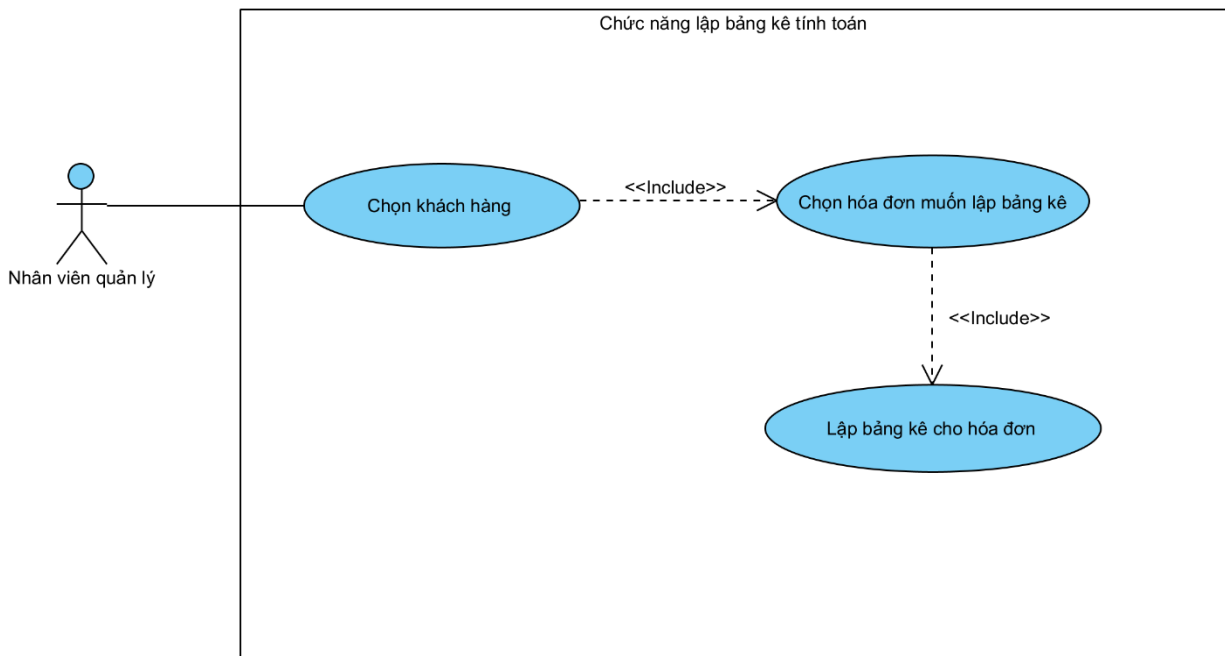 Chức năng lập bảng kê tính toán
Nhân viên quản lý
Chọn khách hàng
<<Include>>
Chọn hóa đơn muốn lập bảng kê
<<Include>>
Lập bảng kê cho hóa đơn